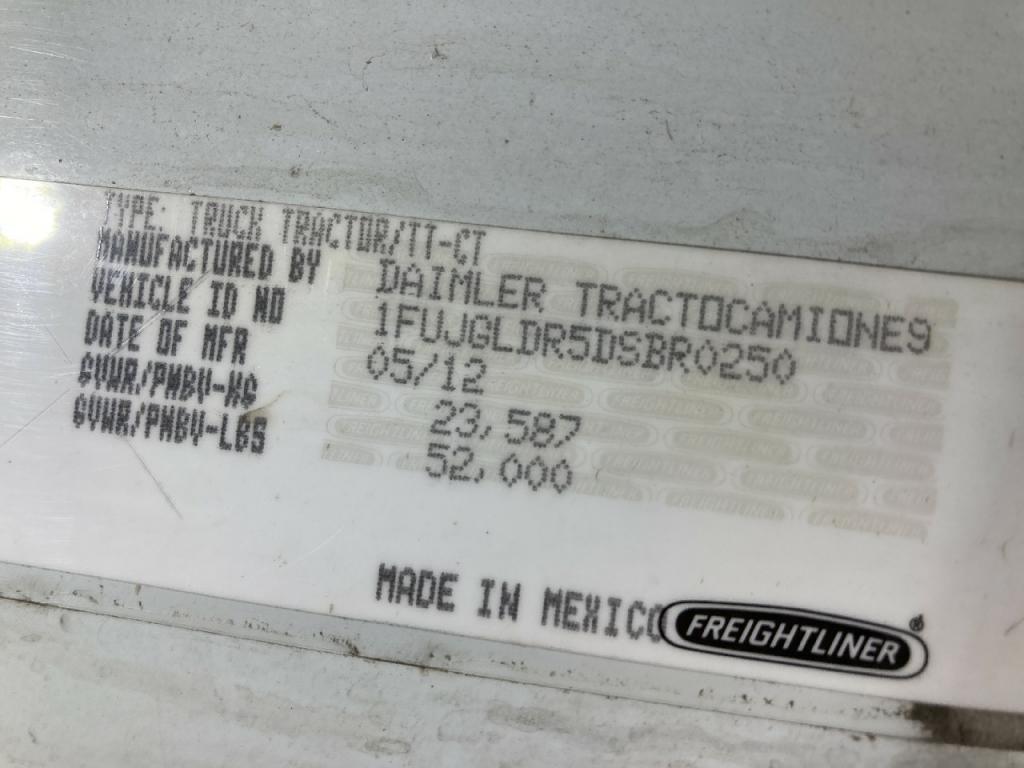 TYPE: TRUCK TRACTOR/TT-CT
MANUFACTURED BY DAIMLER TRACTOCAMIONE9
VEHICLE ID NO 1FUJGLDR5DSBR0250
DATE OF MFR 05/12
GVWR/PNBV-KG 23,587
GVWR/PNBV-LBS 52,000
MADE IN MEXICO
FREIGHTLINER